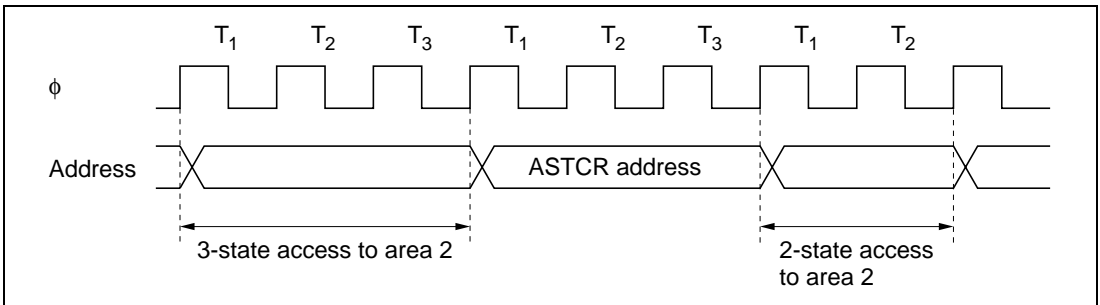 T1 T2 T3 T1 T2 T3 T1 T2
ϕ
Address ASTCR address
3-state access to area 2
2-state access
to area 2